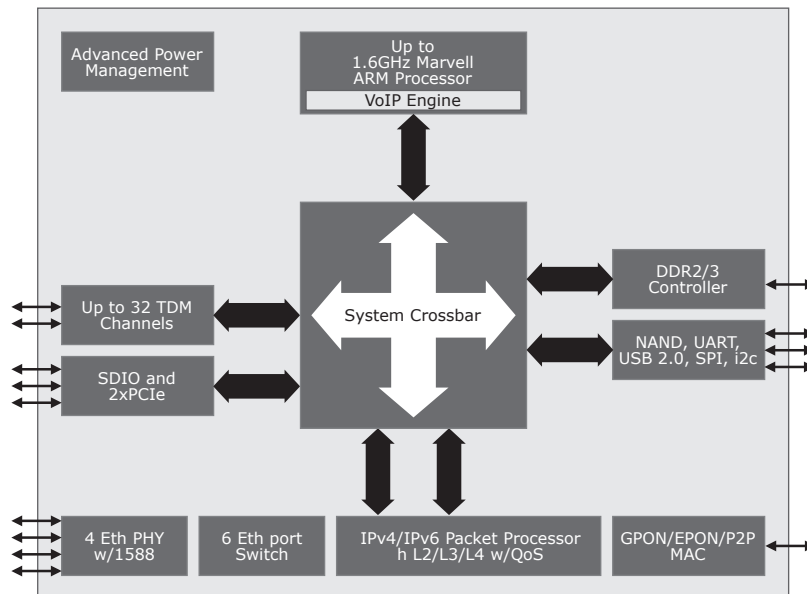 Advanced Power
Management
Up to
1.6GHz Marvell
ARM Processor
VoIP Engine
Up to 32 TDM
Channels
System Crossbar
DDR2/3
Controller
SDIO and
2xPCIe
NAND, UART,
USB 2.0, SPI, i2c
4 Eth PHY
w/1588
6 Eth port
Switch
IPv4/IPv6 Packet Processor
h L2/L3/L4 w/QoS
GPON/EPON/P2P
MAC